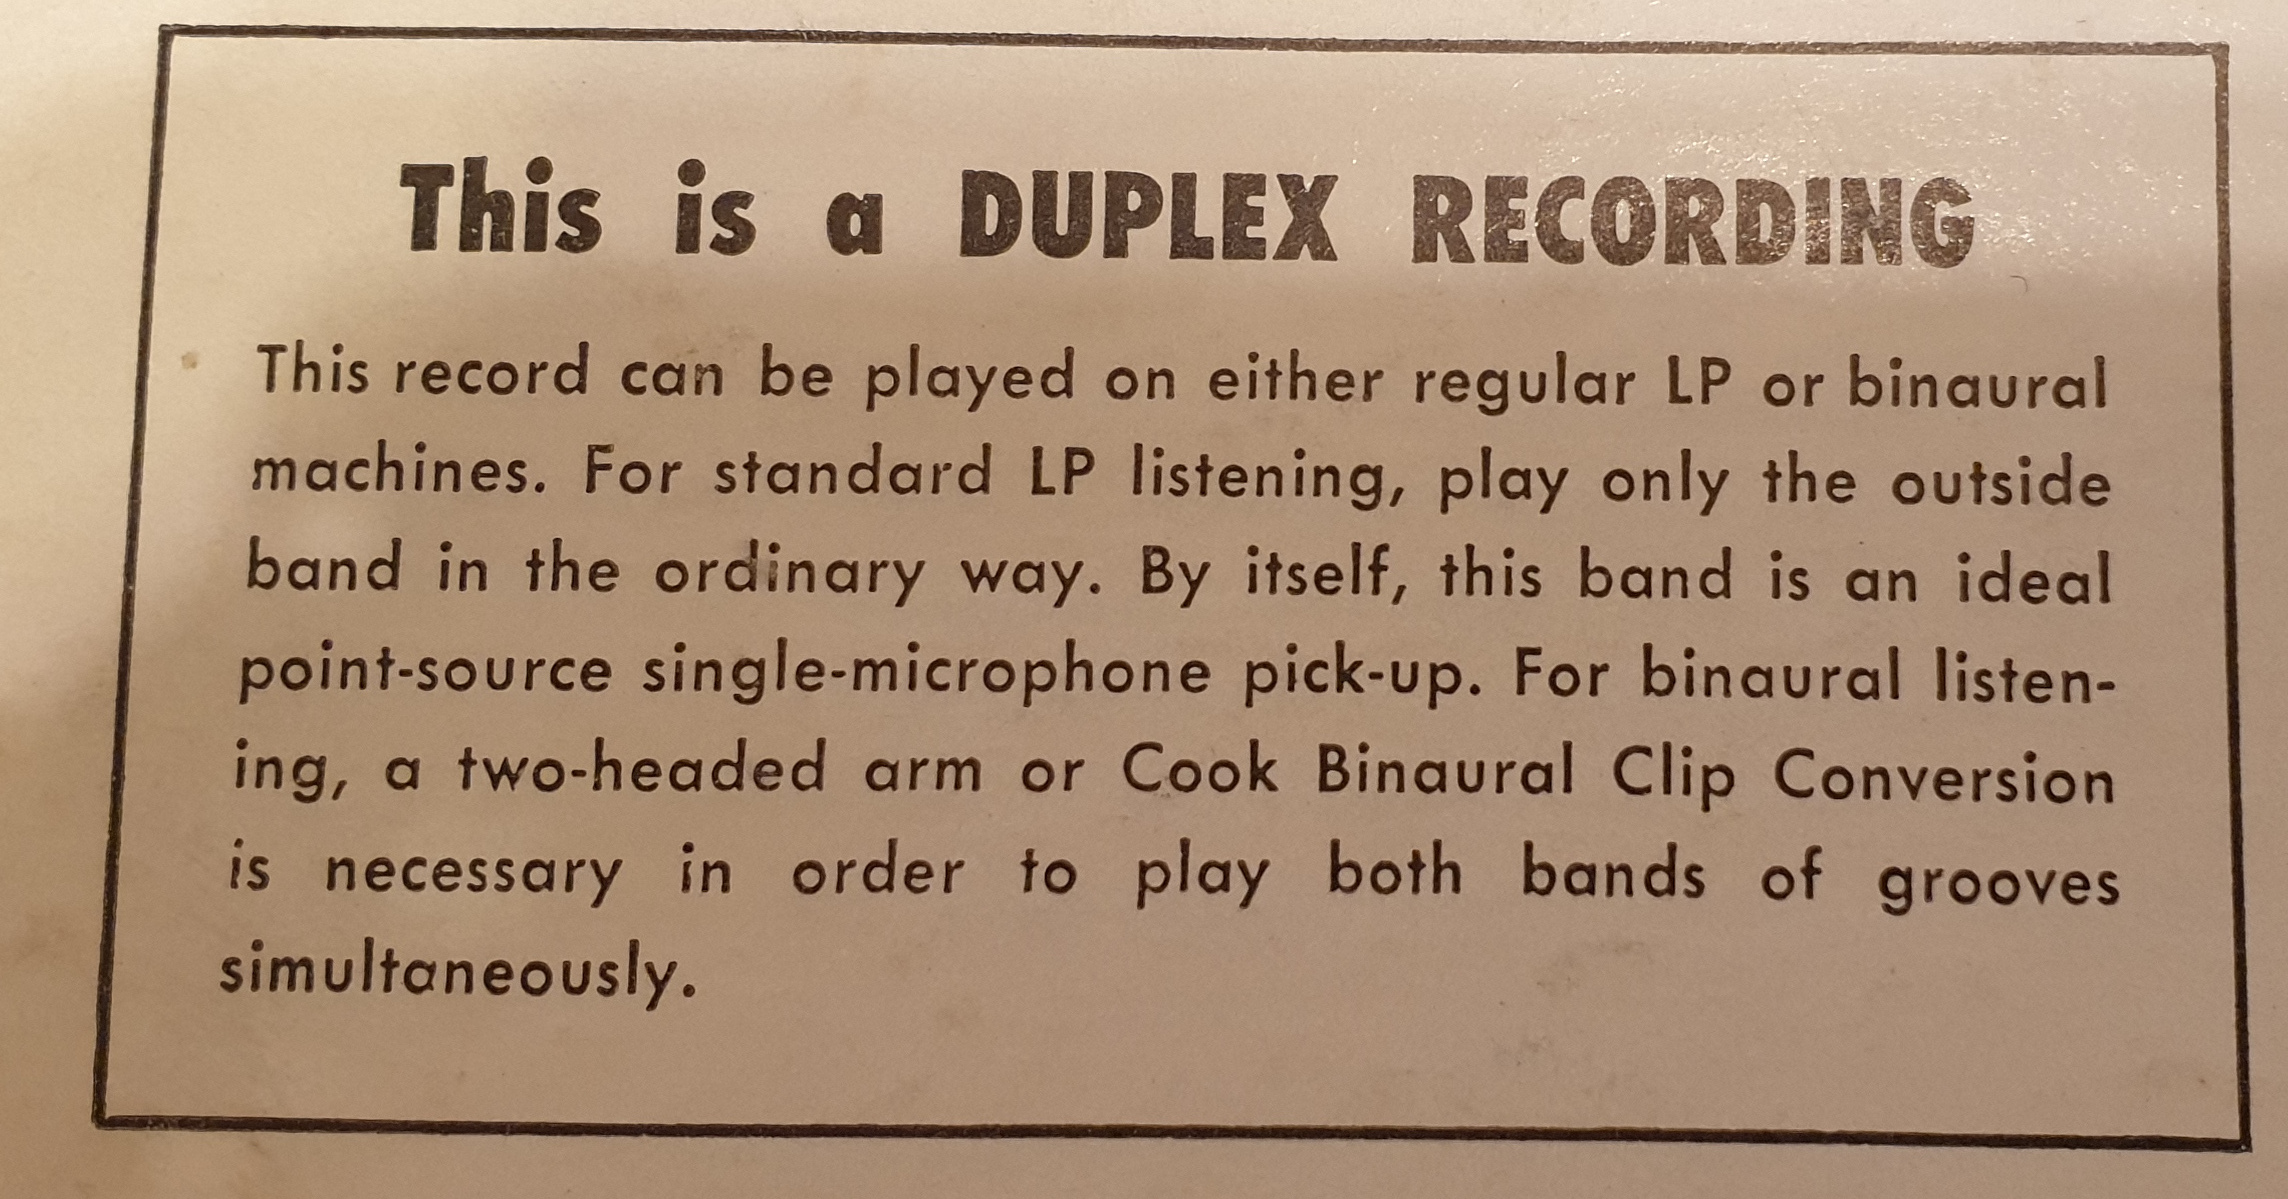 This is a DUPLEX RECORDING
This record can be played on either regular LP or binaural
machines. For standard LP listening, play only the outside
band in the ordinary way. By itself, this band is an ideal
point-source single-microphone pick-up. For binaural listen-
ing, a two-headed arm or Cook Binaural Clip Conversion
is necessary in order to play both bands of grooves
simultaneously.